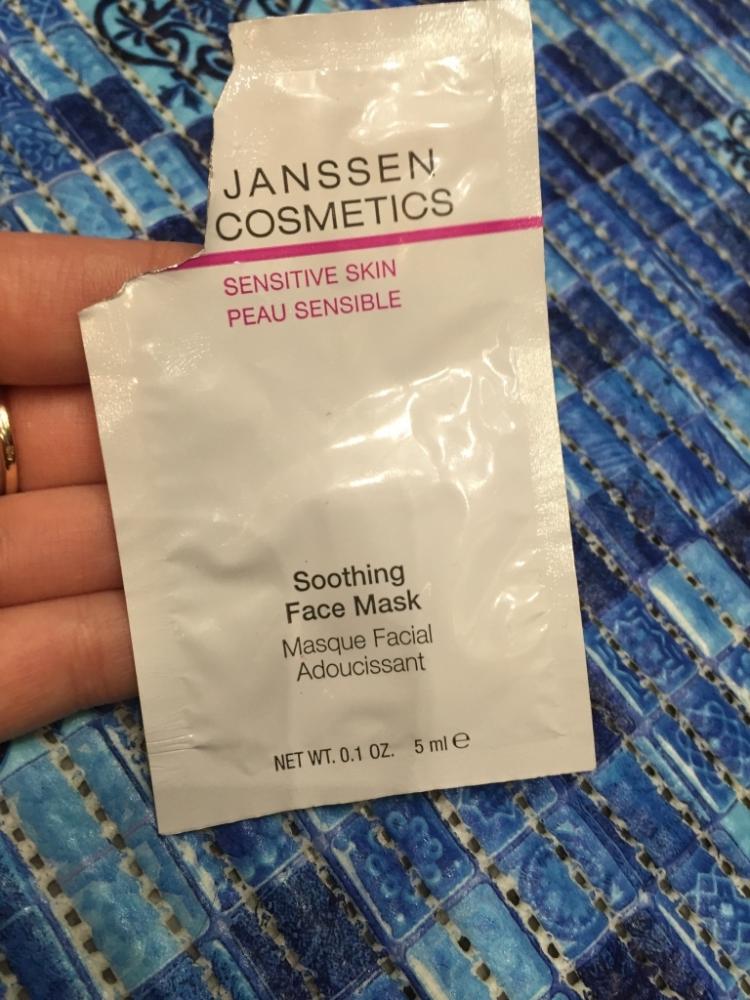 JANSSEN
COSMETICS
SENSITIVE SKIN
PEAU SENSIBLE
Soothing
Face Mask
Masque Facial
Adoucissant
NET WT. 0.1 OZ. 5 ml ℮